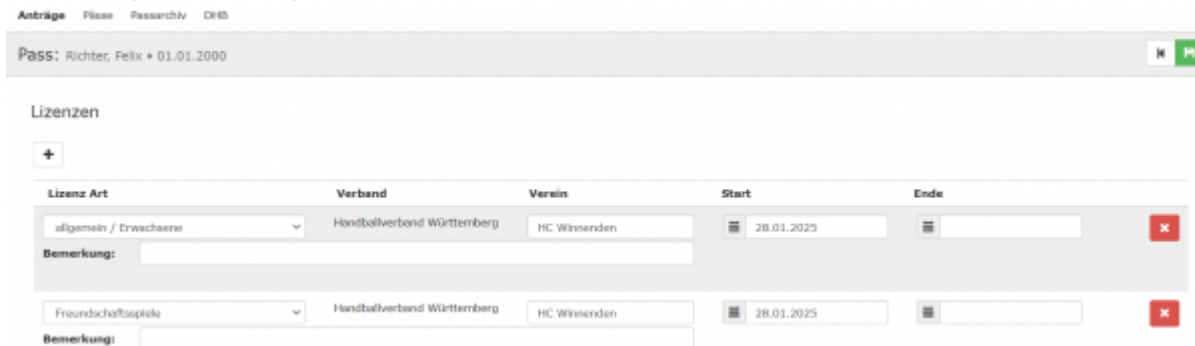 Anträge Pässe Passarchiv DHB
Pass: Richter, Felix • 01.01.2000
Lizenzen
+
Lizenz Art Verband Verein Start Ende
allgemein / Erwachsene Handballverband Württemberg HC Winnenden 28.01.2025
Bemerkung:
Freundschaftsspiele Handballverband Württemberg HC Winnenden 28.01.2025
Bemerkung: